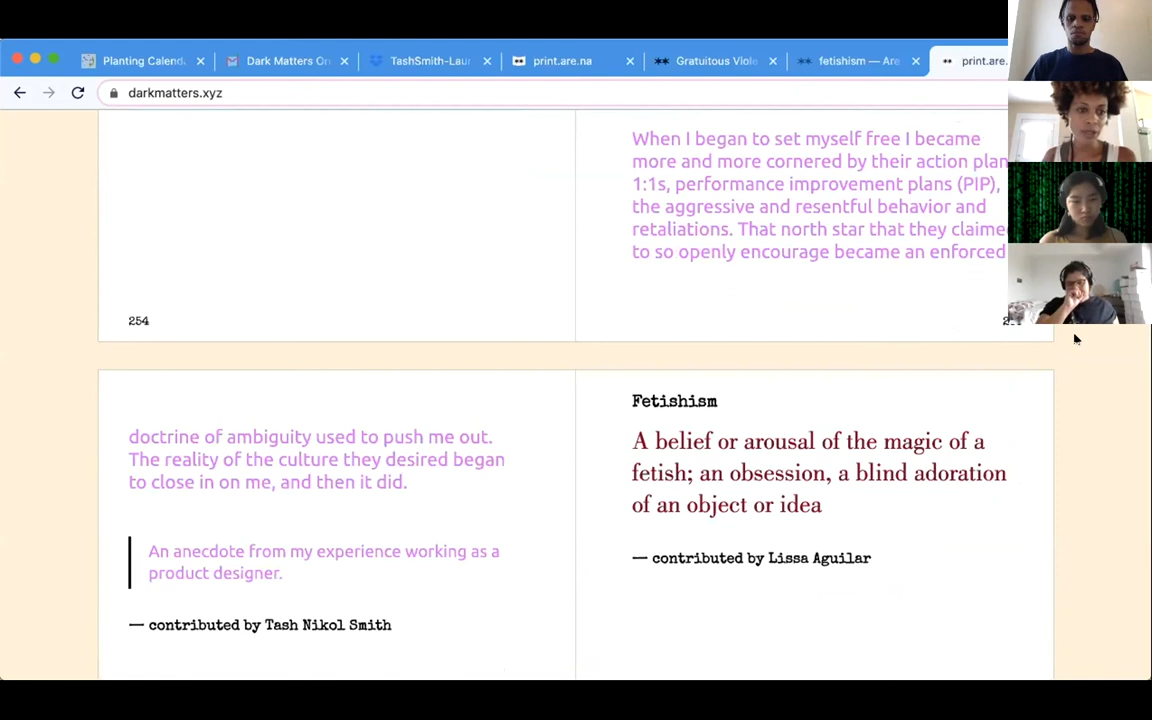 Planting Calenda
Dark Matters Or
TashSmith-Lau
print.are.na
Gratuitous Viole
fetishism — Are
print.are.
darkmatters.xyz
When I began to set myself free I became
more and more cornered by their action plan
1:1s, performance improvement plans (PIP),
the aggressive and resentful behavior and
retaliations. That north star that they claime
to so openly encourage became an enforced
254
doctrine of ambiguity used to push me out.
The reality of the culture they desired began
to close in on me, and then it did.
An anecdote from my experience working as a
product designer.
— contributed by Tash Nikol Smith
Fetishism
A belief or arousal of the magic of a
fetish; an obsession, a blind adoration
of an object or idea
— contributed by Lissa Aguilar